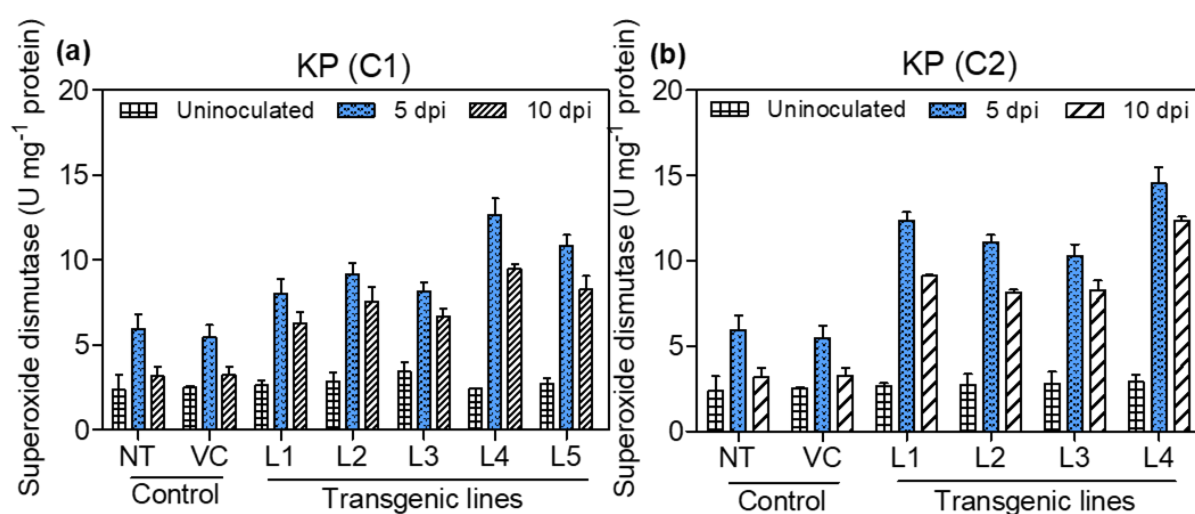 (a)
KP (C1)
Superoxide dismutase (U mg⁻¹ protein)
Uninoculated 5 dpi 10 dpi
20
15
10
5
0
NT VC L1 L2 L3 L4 L5
Control Transgenic lines
(b)
KP (C2)
Superoxide dismutase (U mg⁻¹ protein)
Uninoculated 5 dpi 10 dpi
20
15
10
5
0
NT VC L1 L2 L3 L4
Control Transgenic lines